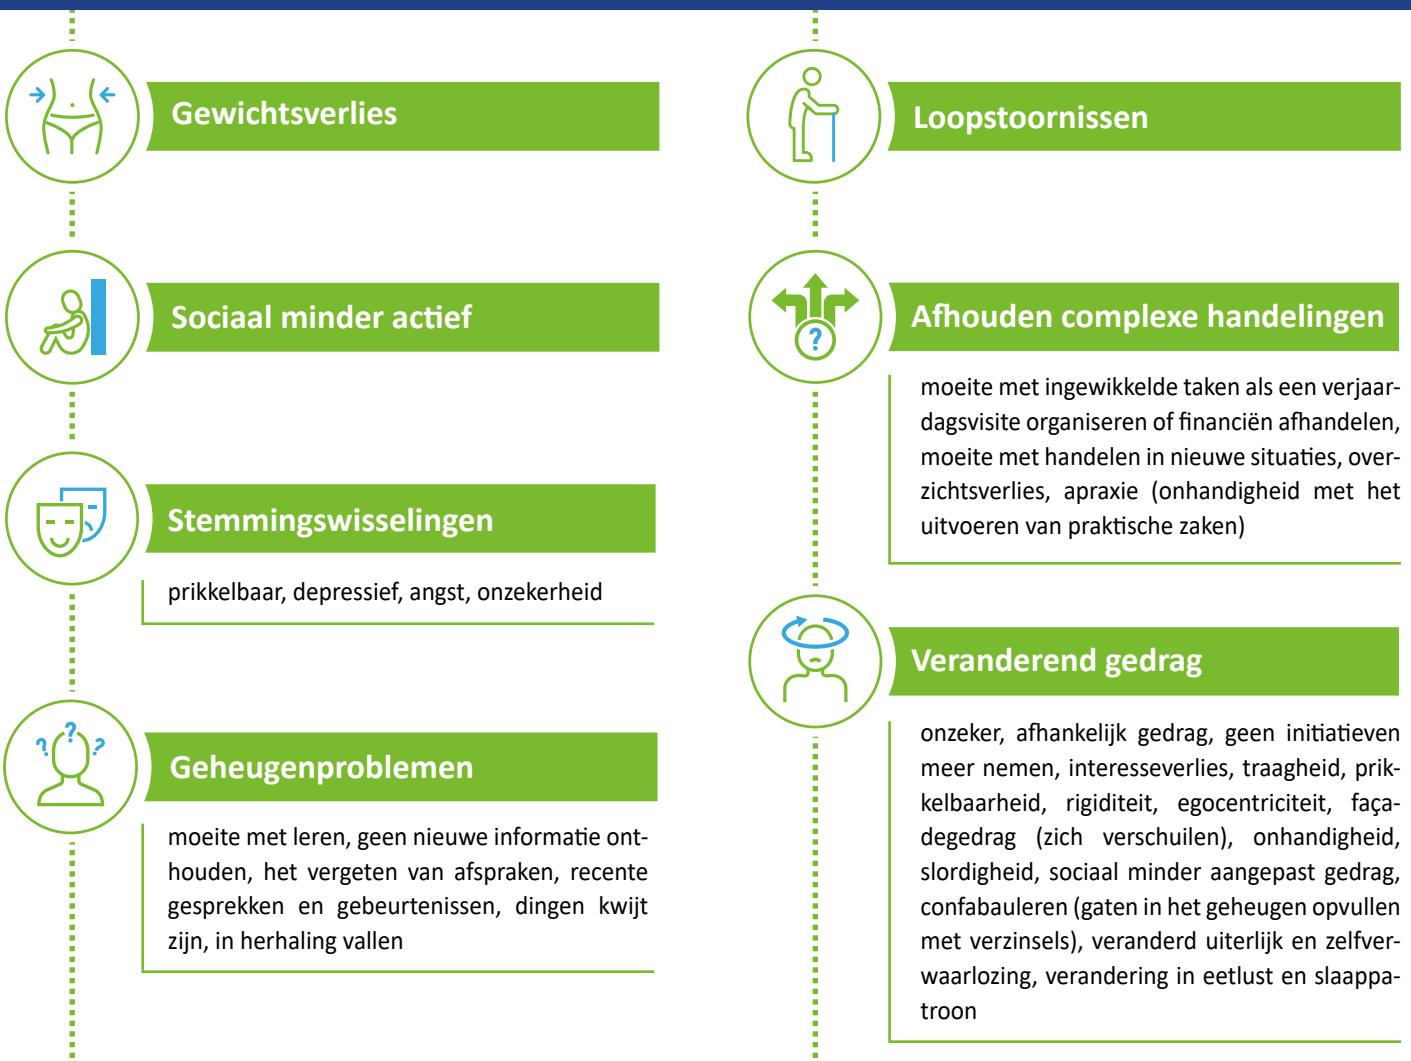 Gewichtsverlies
Sociaal minder actief
Stemmingswisselingen
prikkelbaar, depressief, angst, onzekerheid
Geheugenproblemen
moeite met leren, geen nieuwe informatie ont-
houden, het vergeten van afspraken, recente
gesprekken en gebeurtenissen, dingen kwijt
zijn, in herhaling vallen
Loopstoornissen
Afhouden complexe handelingen
moeite met ingewikkelde taken als een verjaar-
dagsvisite organiseren of financiën afhandelen,
moeite met handelen in nieuwe situaties, over-
zichtsverlies, apraxie (onhandigheid met het
uitvoeren van praktische zaken)
Veranderend gedrag
onzeker, afhankelijk gedrag, geen initiatieven
meer nemen, interesseverlies, traagheid, prik-
kelbaarheid, rigiditeit, egocentriciteit, faça-
degedrag (zich verschuilen), onhandigheid,
slordigheid, sociaal minder aangepast gedrag,
confabauleren (gaten in het geheugen opvullen
met verzinsels), veranderd uiterlijk en zelfver-
waarlozing, verandering in eetlust en slaappa-
troon